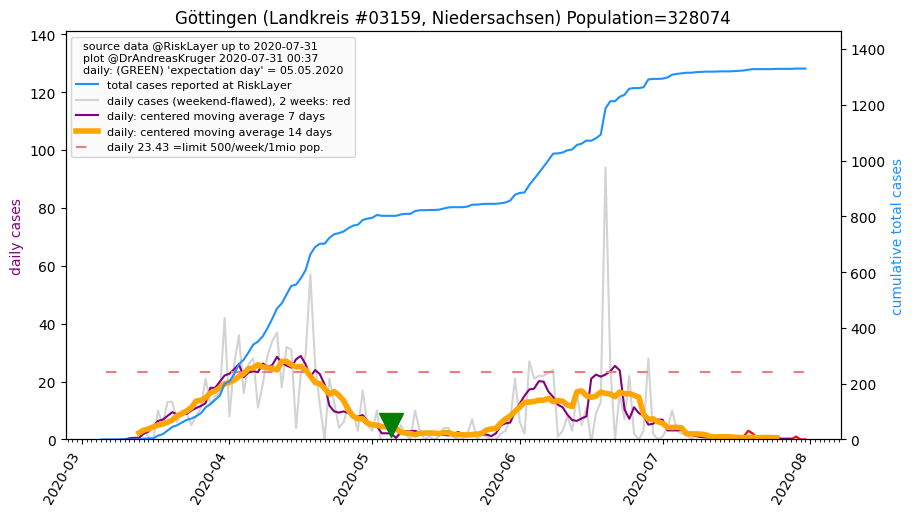 Göttingen (Landkreis #03159, Niedersachsen) Population=328074
source data @RiskLayer up to 2020-07-31
plot @DrAndreasKruger 2020-07-31 00:37
daily: (GREEN) 'expectation day' = 05.05.2020
total cases reported at RiskLayer
daily cases (weekend-flawed), 2 weeks: red
daily: centered moving average 7 days
daily: centered moving average 14 days
daily 23.43 =limit 500/week/1mio pop.
daily cases
140
120
100
80
60
40
20
0
cumulative total cases
1400
1200
1000
800
600
400
200
0
2020-03
2020-04
2020-05
2020-06
2020-07
2020-08